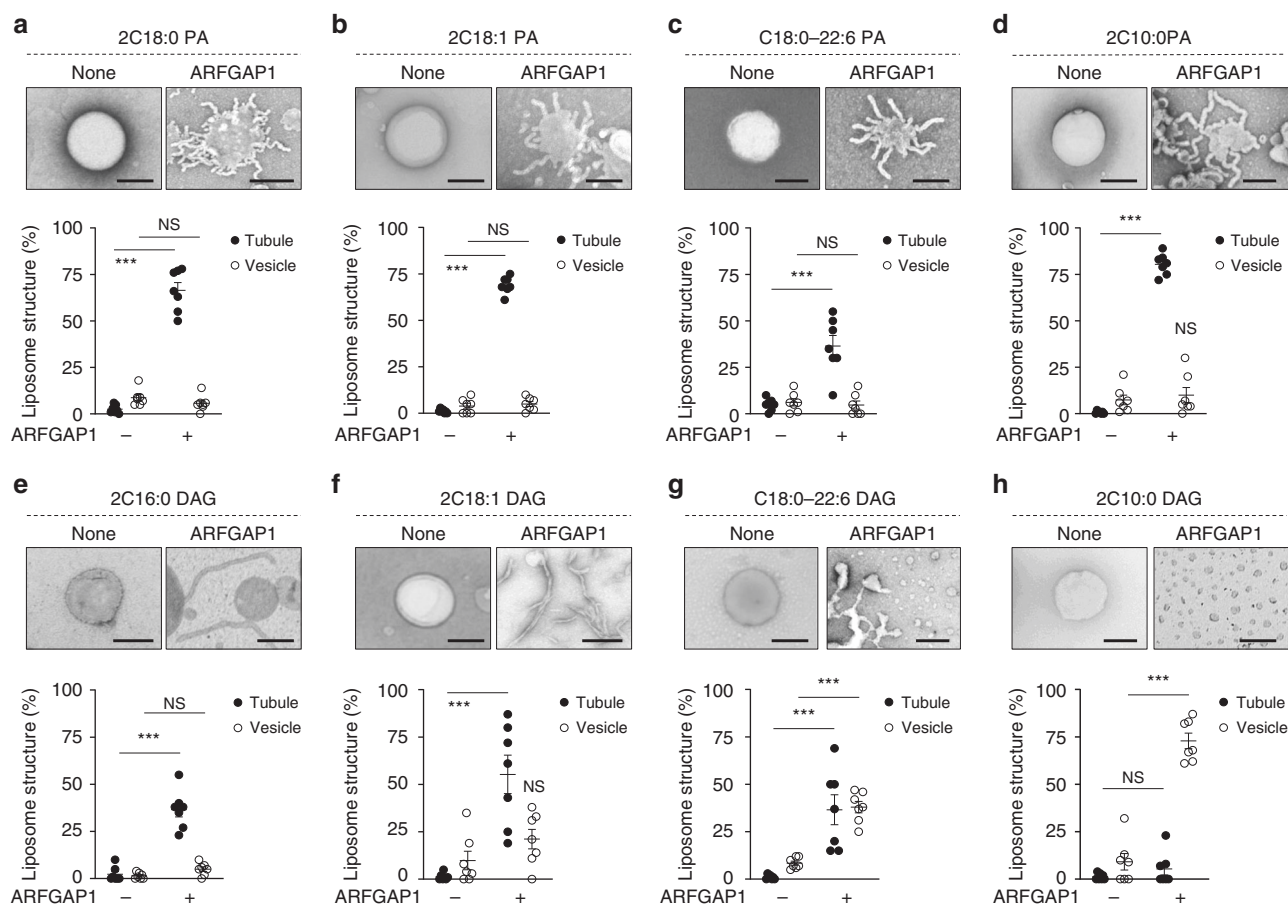 a
2C18:0 PA
None
ARFGAP1
Liposome structure (%)
100
75
50
25
0
NS
***
Tubule
Vesicle
ARFGAP1
–
+
b
2C18:1 PA
None
ARFGAP1
Liposome structure (%)
100
75
50
25
0
NS
***
Tubule
Vesicle
ARFGAP1
–
+
c
C18:0–22:6 PA
None
ARFGAP1
Liposome structure (%)
100
75
50
25
0
NS
***
Tubule
Vesicle
ARFGAP1
–
+
d
2C10:0PA
None
ARFGAP1
Liposome structure (%)
100
75
50
25
0
***
NS
Tubule
Vesicle
ARFGAP1
–
+
e
2C16:0 DAG
None
ARFGAP1
Liposome structure (%)
100
75
50
25
0
NS
***
Tubule
Vesicle
ARFGAP1
–
+
f
2C18:1 DAG
None
ARFGAP1
Liposome structure (%)
100
75
50
25
0
***
NS
Tubule
Vesicle
ARFGAP1
–
+
g
C18:0–22:6 DAG
None
ARFGAP1
Liposome structure (%)
100
75
50
25
0
***
***
Tubule
Vesicle
ARFGAP1
–
+
h
2C10:0 DAG
None
ARFGAP1
Liposome structure (%)
100
75
50
25
0
***
NS
Tubule
Vesicle
ARFGAP1
–
+